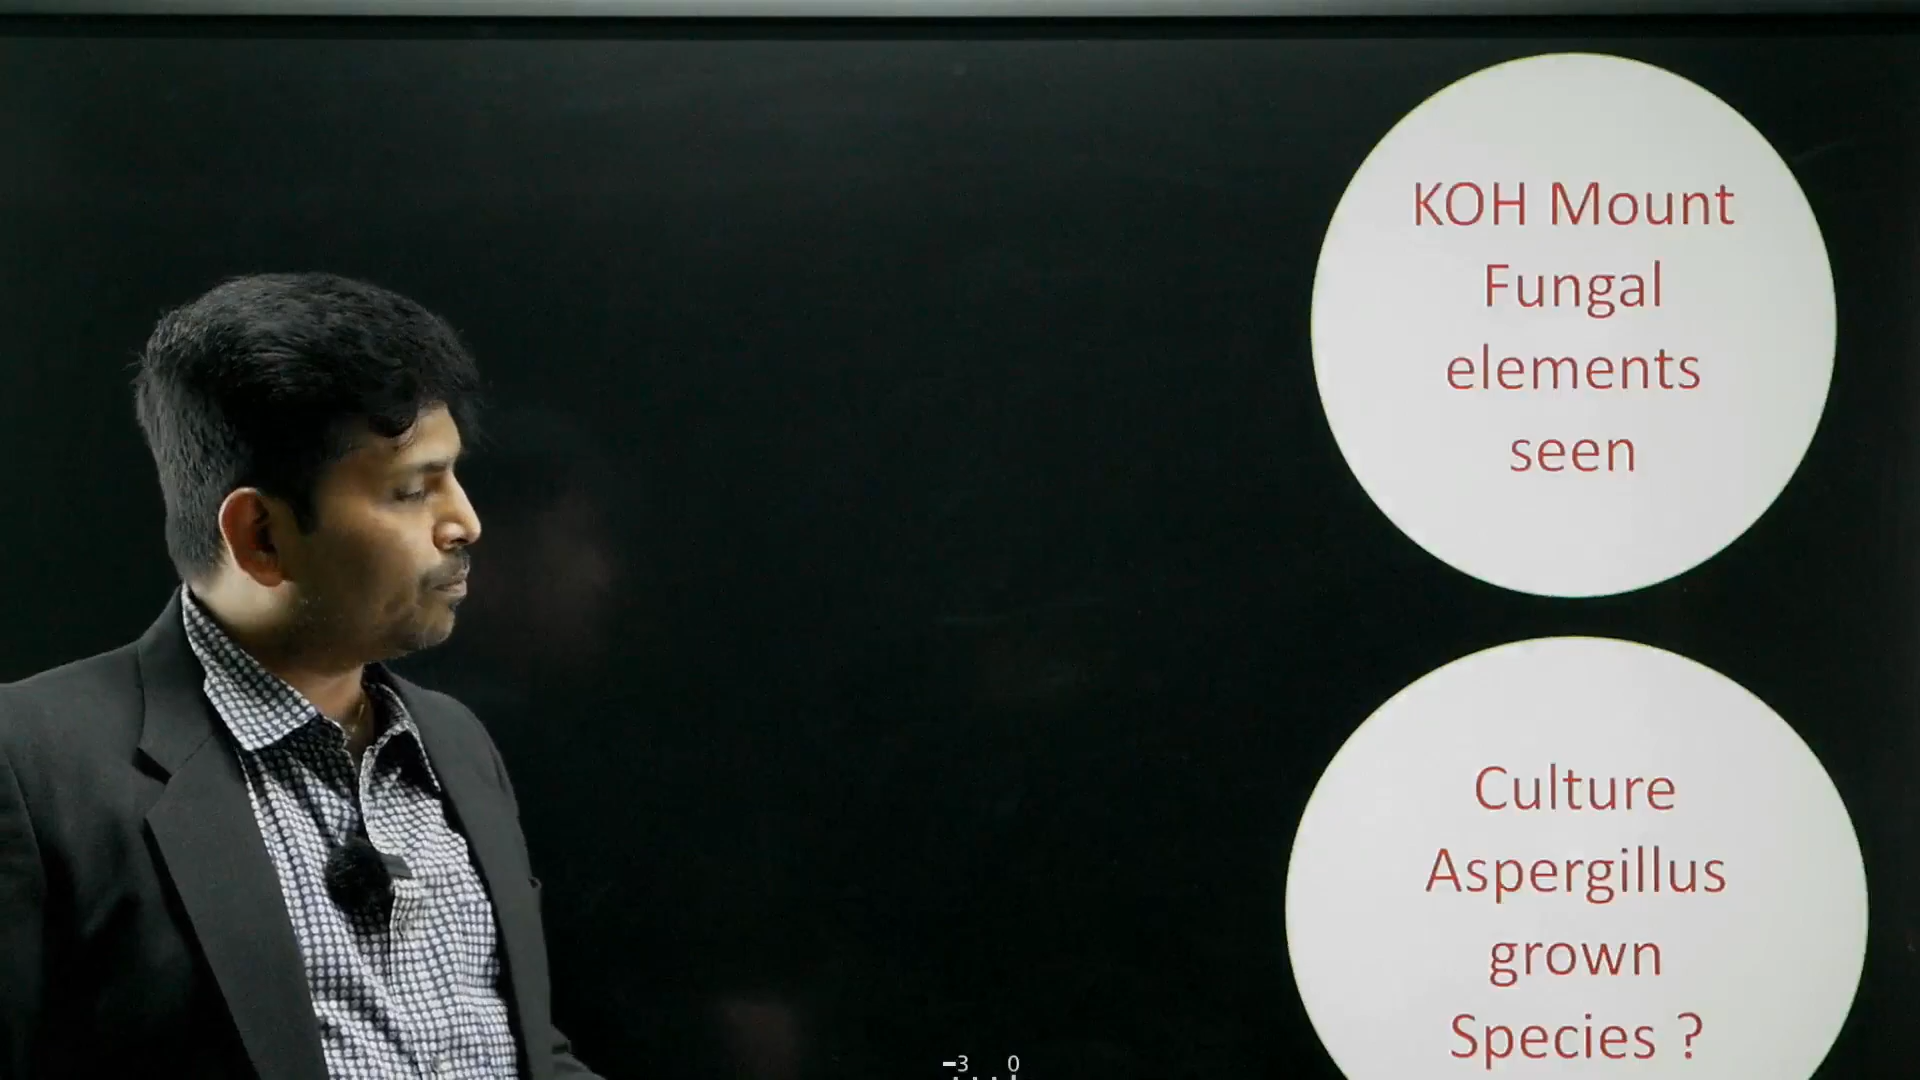 KOH Mount
Fungal
elements
seen
Culture
Aspergillus
grown
Species ?
-3 0